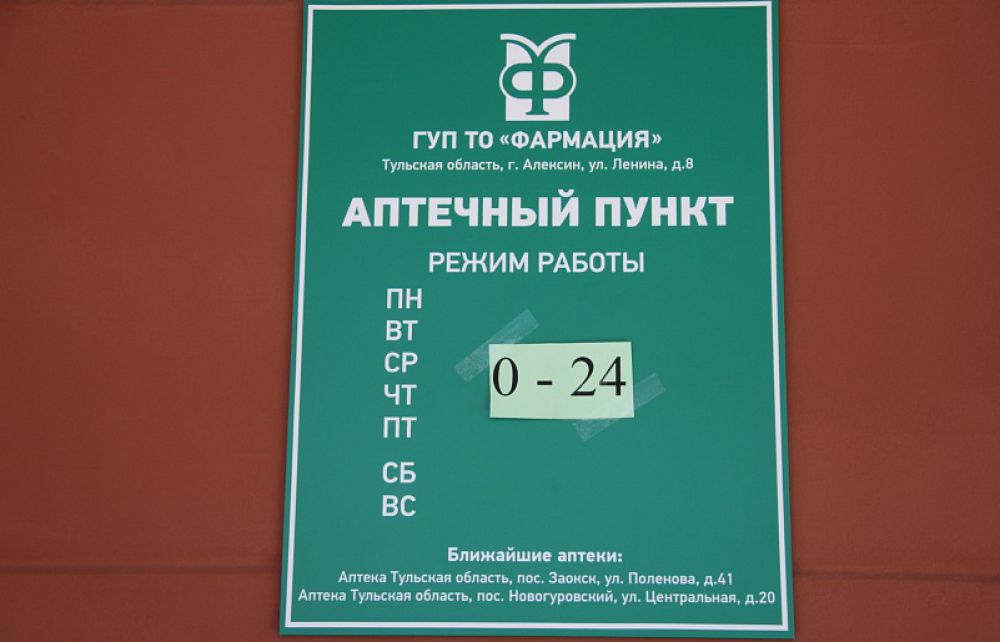 ГУП ТО «ФАРМАЦИЯ»
Тульская область, г. Алексин, ул. Ленина, д.8
АПТЕЧНЫЙ ПУНКТ
РЕЖИМ РАБОТЫ
ПН
ВТ
СР
0 - 24
ЧТ
ПТ
СБ
ВС
Ближайшие аптеки:
Аптека Тульская область, пос. Заокск, ул. Поленова, д.41
Аптека Тульская область, пос. Новогуровский, ул. Центральная, д.20